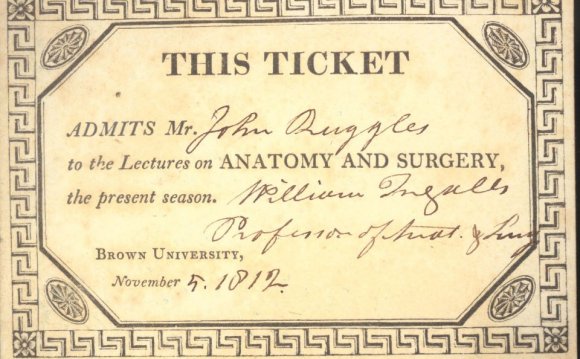 THIS TICKET
ADMITS Mr. John Ruggles
to the Lectures on ANATOMY AND SURGERY,
the present season. William Ingalls
Professor of Anat. & Surg
BROWN UNIVERSITY,
November 5. 1812.